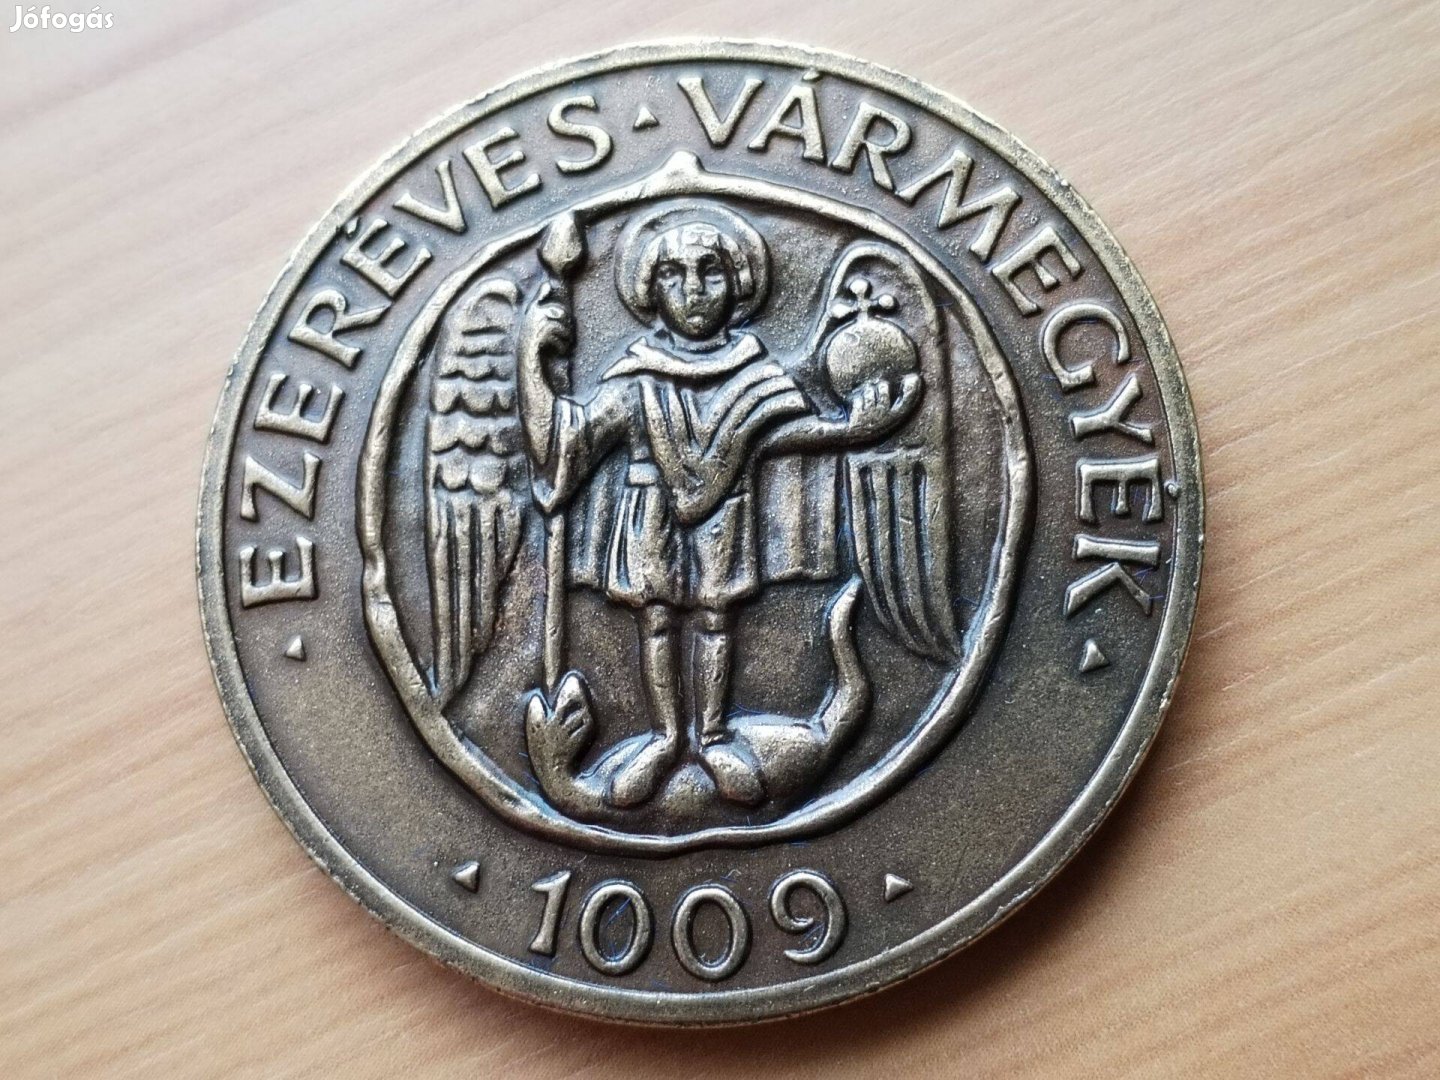 Jófogás
EZERÉVES · VÁRMEGYÉK
1009